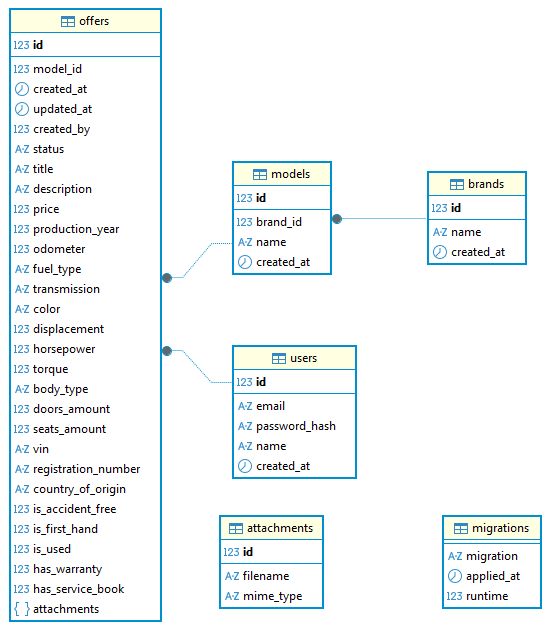 offers
123 id
123 model_id
created_at
updated_at
123 created_by
A-Z status
A-Z title
A-Z description
123 price
123 production_year
123 odometer
A-Z fuel_type
A-Z transmission
A-Z color
123 displacement
123 horsepower
123 torque
A-Z body_type
123 doors_amount
123 seats_amount
A-Z vin
A-Z registration_number
A-Z country_of_origin
123 is_accident_free
123 is_first_hand
123 is_used
123 has_warranty
123 has_service_book
{ } attachments
models
123 id
123 brand_id
A-Z name
created_at
brands
123 id
A-Z name
created_at
users
123 id
A-Z email
A-Z password_hash
A-Z name
created_at
attachments
123 id
A-Z filename
A-Z mime_type
migrations
A-Z migration
applied_at
123 runtime